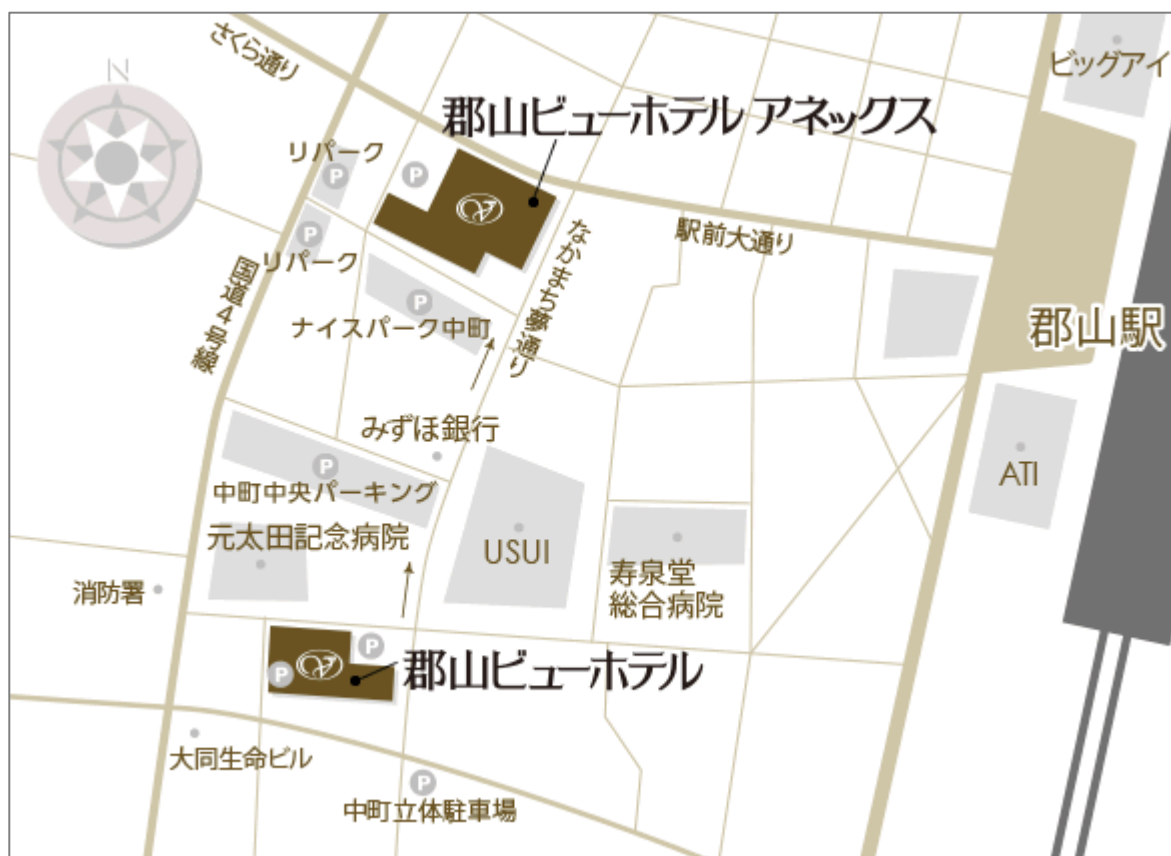 N
さくら通り
ビッグアイ
郡山ビューホテル アネックス
リパーク
P
P
P
リパーク
駅前大通り
なかまち夢通り
国道4号線
P
ナイスパーク中町
郡山駅
みずほ銀行
P
中町中央パーキング
ATI
元太田記念病院
USUI
寿泉堂
総合病院
消防署
P
P
郡山ビューホテル
大同生命ビル
P
中町立体駐車場